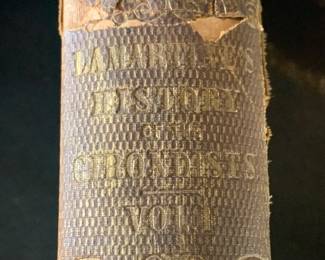 LAMARTINE'S
HISTORY
OF THE
GIRONDISTS
VOL. I